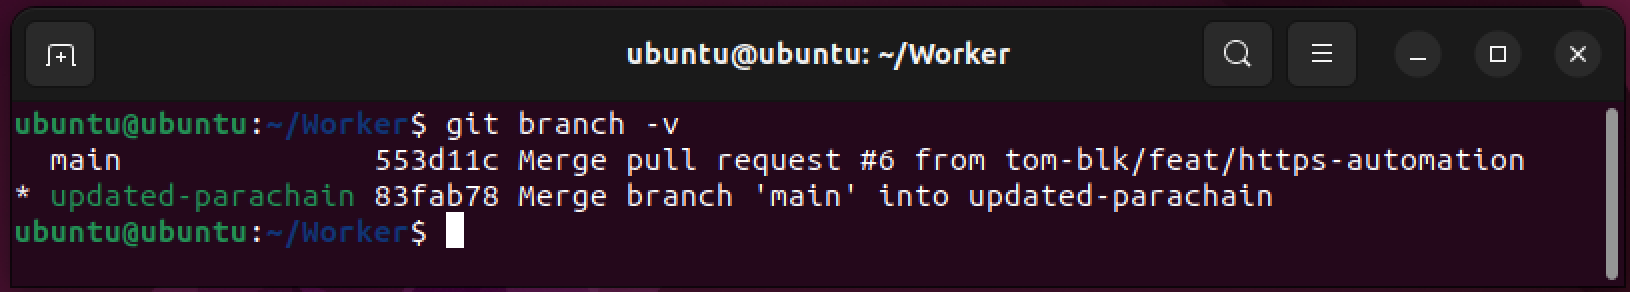 ubuntu@ubuntu: ~/Worker
ubuntu@ubuntu:~/Worker$ git branch -v
  main              553d11c Merge pull request #6 from tom-blk/feat/https-automation
* updated-parachain 83fab78 Merge branch 'main' into updated-parachain
ubuntu@ubuntu:~/Worker$